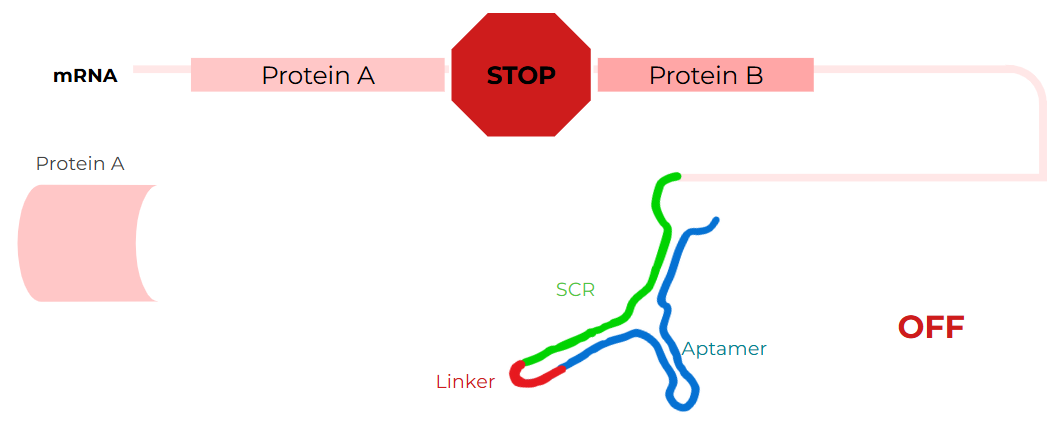 mRNA
Protein A
STOP
Protein B
Protein A
SCR
OFF
Aptamer
Linker